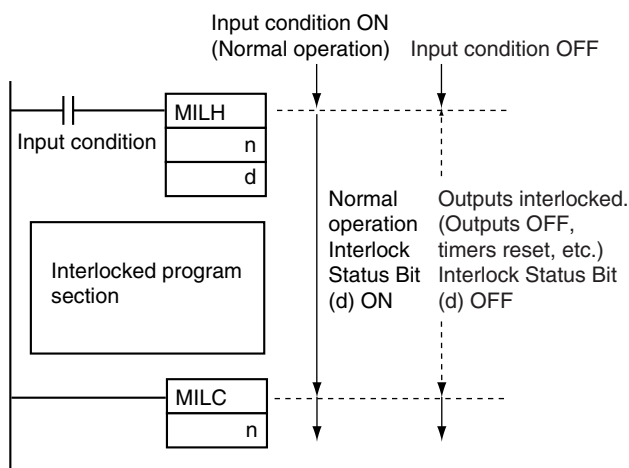 Input condition ON
(Normal operation)
Input condition OFF
MILH
Input condition
n
d
Normal
operation
Interlock
Status Bit
(d) ON
Outputs interlocked.
(Outputs OFF,
timers reset, etc.)
Interlock Status Bit
(d) OFF
Interlocked program
section
MILC
n